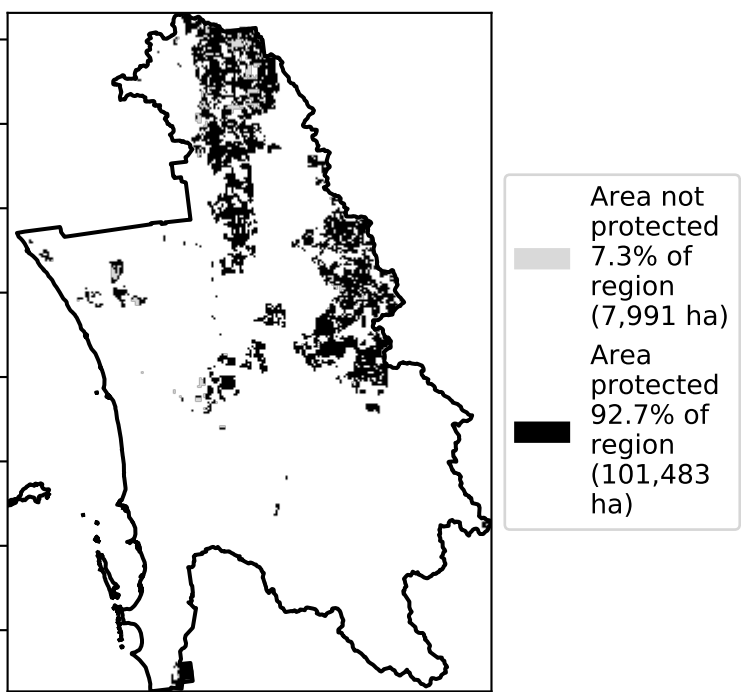 Area not
protected
7.3% of
region
(7,991 ha)
Area
protected
92.7% of
region
(101,483
ha)